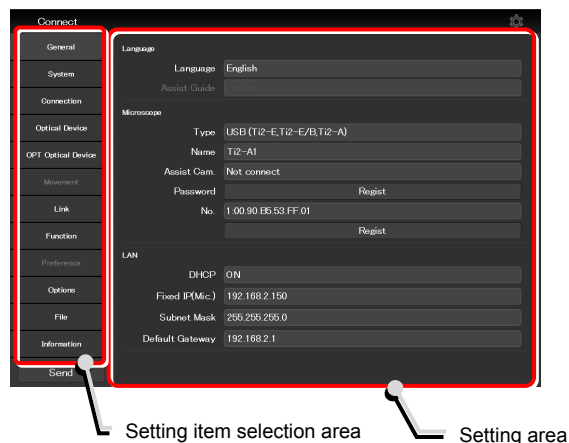 Connect
General
System
Connection
Optical Device
OPT Optical Device
Movement
Link
Function
Preference
Options
File
Information
Send
Language
Language English
Assist Guide
Microscope
Type USB (Ti2-E,Ti2-E/B,Ti2-A)
Name Ti2-A1
Assist Cam. Not connect
Password Regist
No. 1:00.90.B5.53.FF.01
Regist
LAN
DHCP ON
Fixed IP(Mic.) 192.168.2.150
Subnet Mask 255.255.255.0
Default Gateway 192.168.2.1
Setting item selection area
Setting area